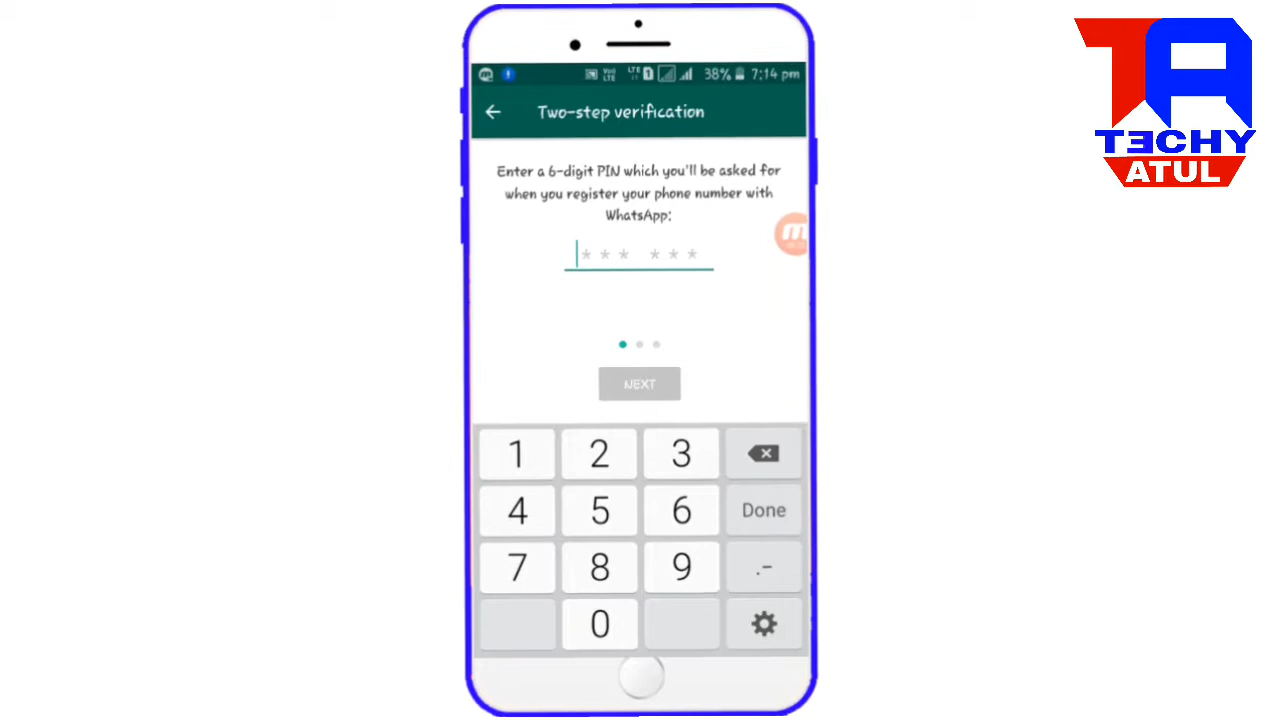 38% 7:14 pm
Two-step verification
Enter a 6-digit PIN which you'll be asked for
when you register your phone number with
WhatsApp:
*** ***
NEXT
1 2 3
4 5 6 Done
7 8 9 .-
0
TA
TECHY
ATUL